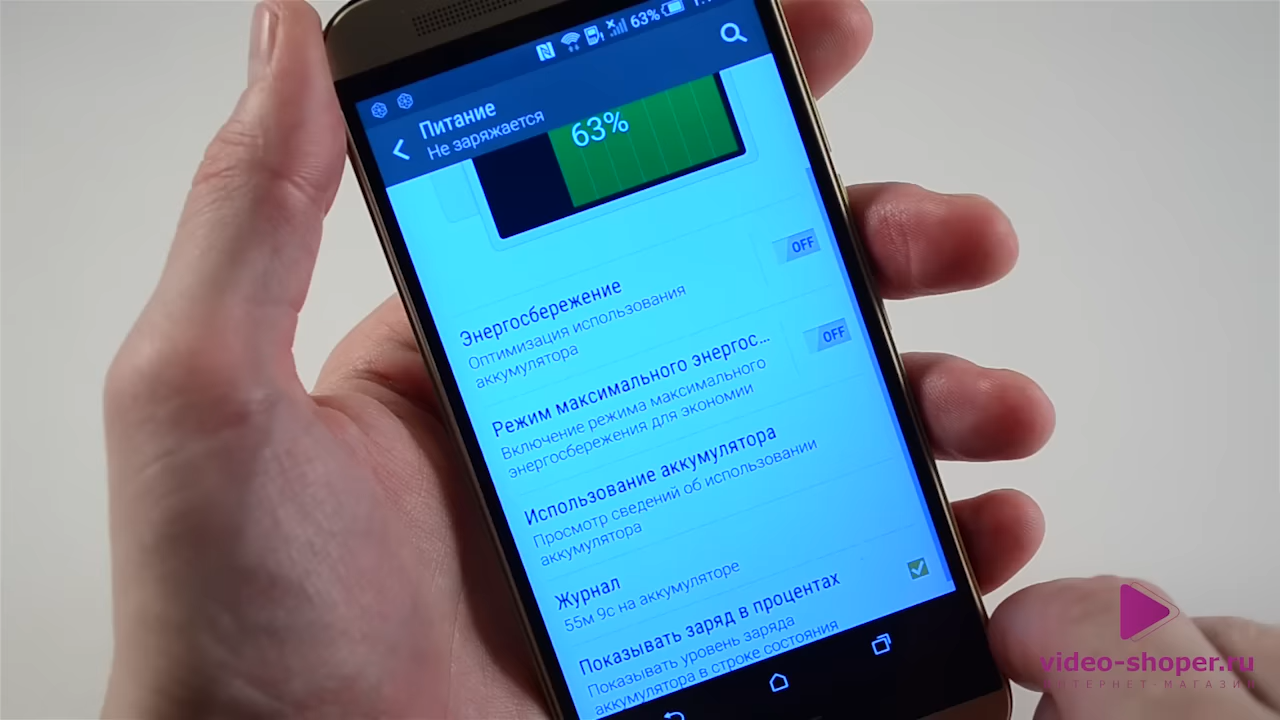 63%
Питание
Не заряжается
63%
OFF
Энергосбережение
Оптимизация использования
аккумулятора
OFF
Режим максимального энергос...
Включение режима максимального
энергосбережения для экономии
Использование аккумулятора
Просмотр сведений об использовании
аккумулятора
Журнал
55м 9с на аккумуляторе
Показывать заряд в процентах
Показывать уровень заряда
аккумулятора в строке состояния
video-shoper.ru
ИНТЕРНЕТ-МАГАЗИН